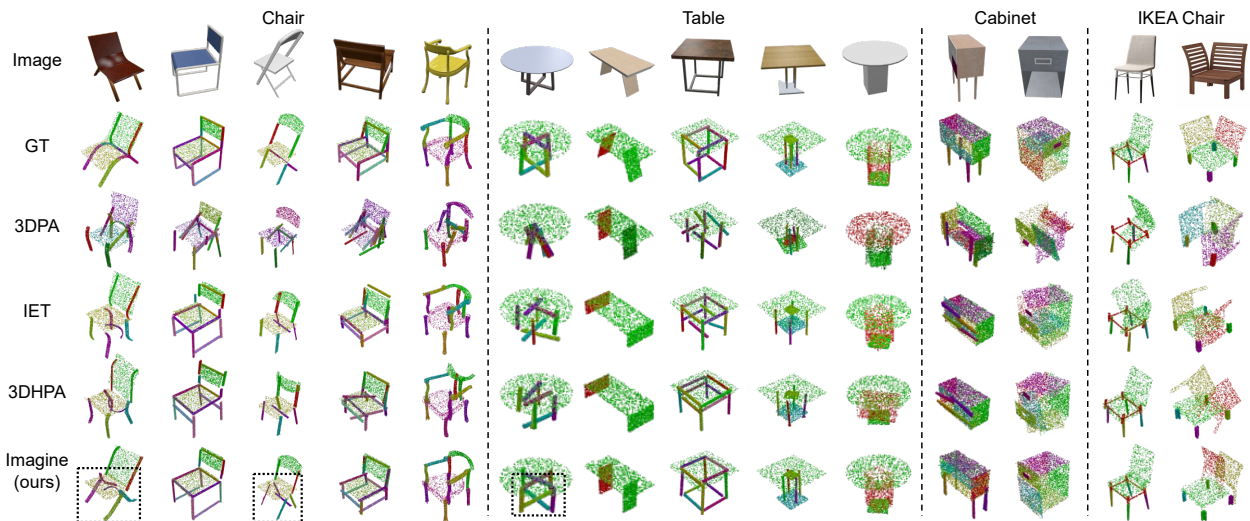 Chair
Table
Cabinet
IKEA Chair
Image
GT
3DPA
IET
3DHPA
Imagine
(ours)